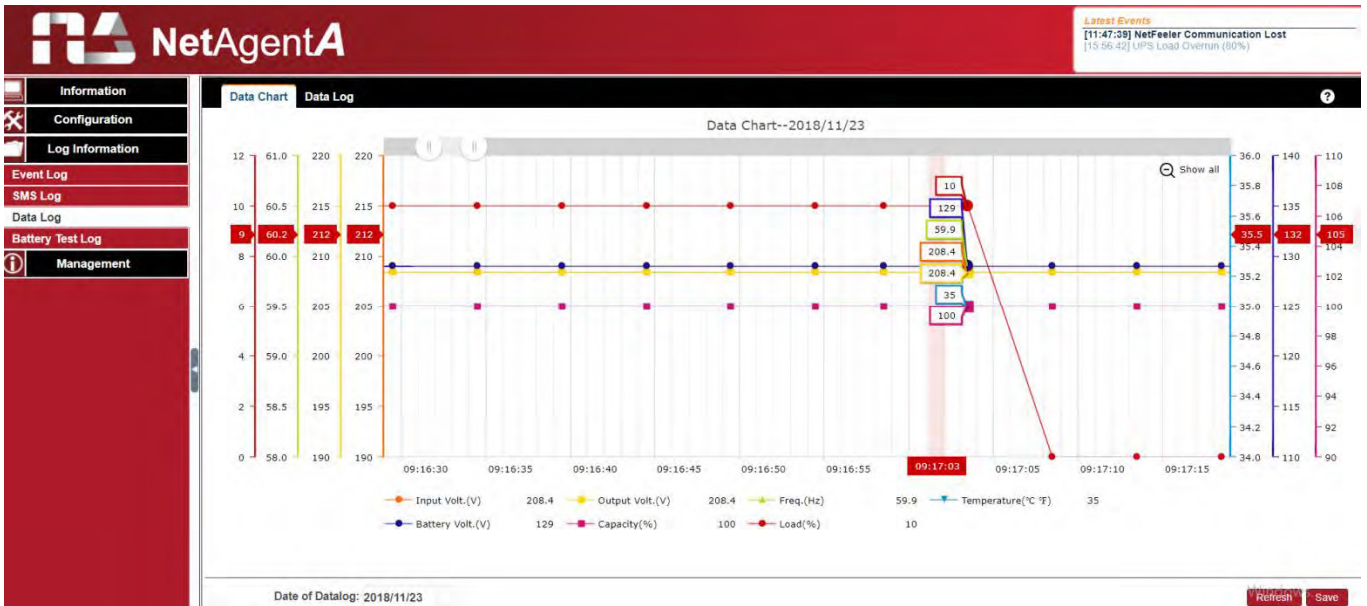 NetAgentA
Latest Events
[11:47:39] NetFeeler Communication Lost
[15:56:42] UPS Load Overrun (60%)
Information
Configuration
Log Information
Event Log
SMS Log
Data Log
Battery Test Log
Management
Data Chart Data Log
?
Data Chart--2018/11/23
Show all
12 61.0 220 220 36.0 140 110
35.8 108
10 60.5 215 215 135
35.6 106
9 60.2 212 212 35.5 132 105
35.4 104
8 60.0 210 210 130
35.2 102
6 59.5 205 205 35.0 125 100
34.8 98
4 59.0 200 200 120
34.6 96
34.4 94
2 58.5 195 195 115
34.2 92
0 58.0 190 190 34.0 110 90
10
129
59.9
208.4
208.4
35
100
09:16:30 09:16:35 09:16:40 09:16:45 09:16:50 09:16:55 09:17:03 09:17:05 09:17:10 09:17:15
Input Volt.(V) 208.4 Output Volt.(V) 208.4 Freq.(Hz) 59.9 Temperature(℃ ℉) 35
Battery Volt.(V) 129 Capacity(%) 100 Load(%) 10
Date of Datalog: 2018/11/23
Refresh Save